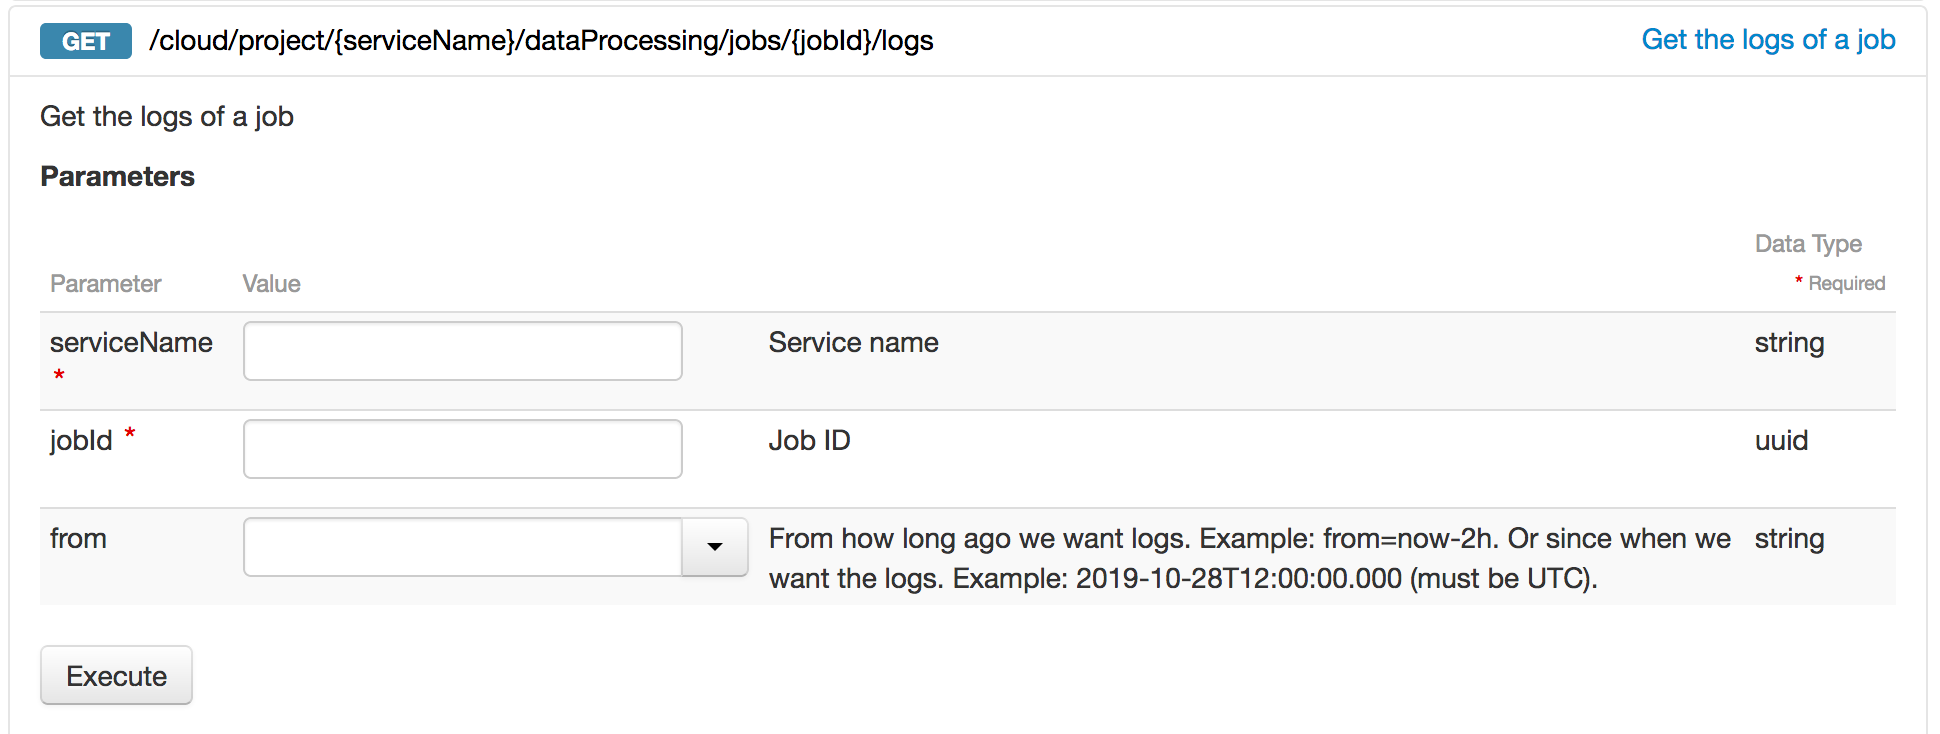 GET /cloud/project/{serviceName}/dataProcessing/jobs/{jobId}/logs Get the logs of a job
Get the logs of a job
Parameters
Data Type
Parameter Value * Required
serviceName Service name string
*
jobId * Job ID uuid
from From how long ago we want logs. Example: from=now-2h. Or since when we string
want the logs. Example: 2019-10-28T12:00:00.000 (must be UTC).
Execute